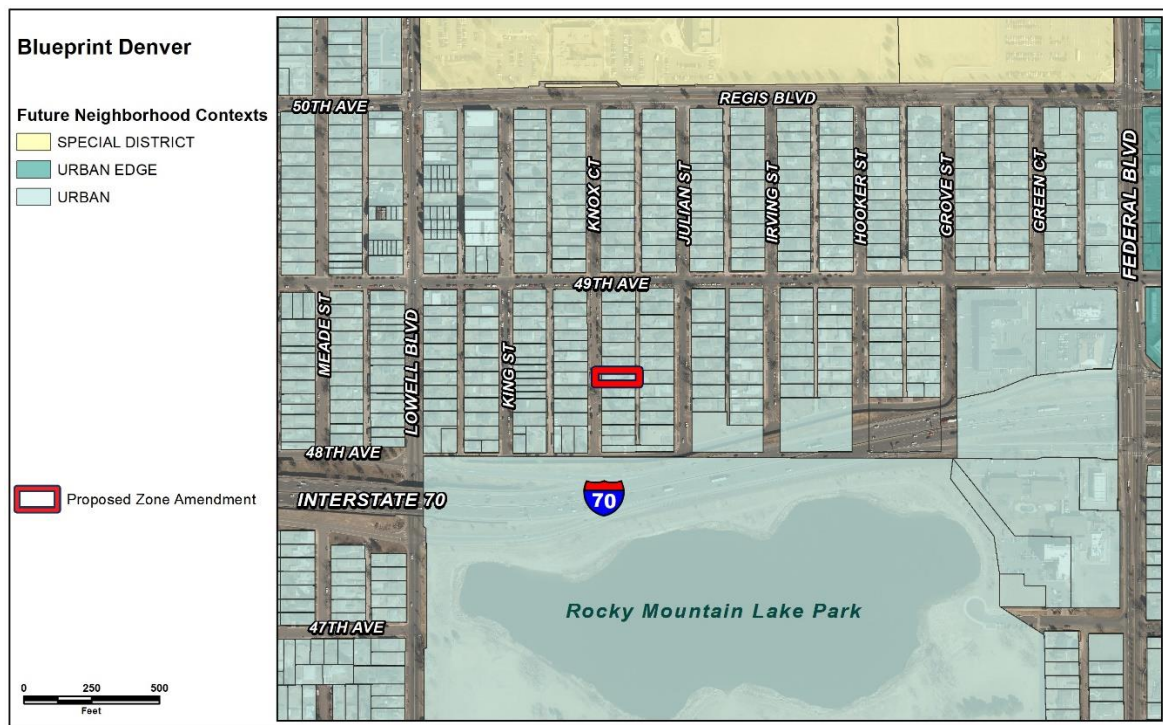 Blueprint Denver
Future Neighborhood Contexts
SPECIAL DISTRICT
URBAN EDGE
URBAN
Proposed Zone Amendment
0 250 500
Feet
50TH AVE
REGIS BLVD
KNOX CT
JULIAN ST
IRVING ST
HOOKER ST
GROVE ST
GREEN CT
FEDERAL BLVD
49TH AVE
MEADE ST
LOWELL BLVD
KING ST
48TH AVE
INTERSTATE 70
70
Rocky Mountain Lake Park
47TH AVE